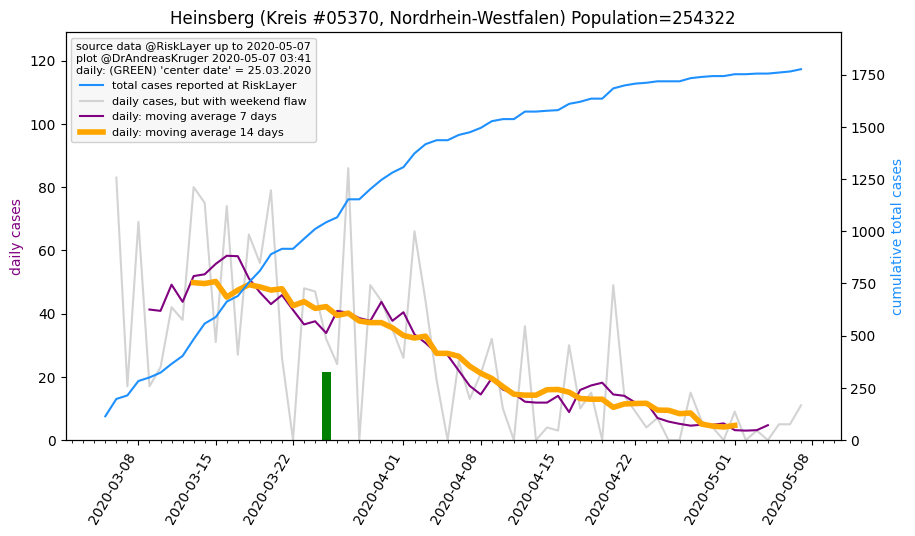 Heinsberg (Kreis #05370, Nordrhein-Westfalen) Population=254322
source data @RiskLayer up to 2020-05-07
plot @DrAndreasKruger 2020-05-07 03:41
daily: (GREEN) 'center date' = 25.03.2020
total cases reported at RiskLayer
daily cases, but with weekend flaw
daily: moving average 7 days
daily: moving average 14 days
daily cases
120
100
80
60
40
20
0
cumulative total cases
1750
1500
1250
1000
750
500
250
0
2020-03-08
2020-03-15
2020-03-22
2020-04-01
2020-04-08
2020-04-15
2020-04-22
2020-05-01
2020-05-08